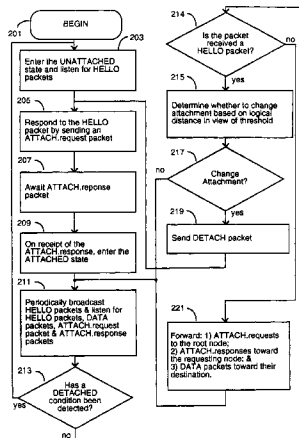 201
BEGIN
203
Enter the UNATTACHED
state and listen for HELLO
packets
205
Respond to the HELLO
packet by sending an
ATTACH.request
packet
207
Await ATTACH.reponse
packet
209
On receipt of the
ATTACH.response, enter the
ATTACHED state
211
Periodically broadcast
HELLO packets & listen for
HELLO packets, DATA
packets, ATTACH.request
packet & ATTACH.response
packets
213
Has a
DETACHED
condition been
detected?
yes
no
214
Is the packet
received a
HELLO packet?
no
yes
215
Determine whether to change
attachment based on logical
distance in view of threshold
217
no
Change
Attachment?
yes
219
Send DETACH packet
221
Forward: 1) ATTACH.requests
to the root node;
2) ATTACH.responses toward
the requesting node; &
3) DATA packets toward their
destination.